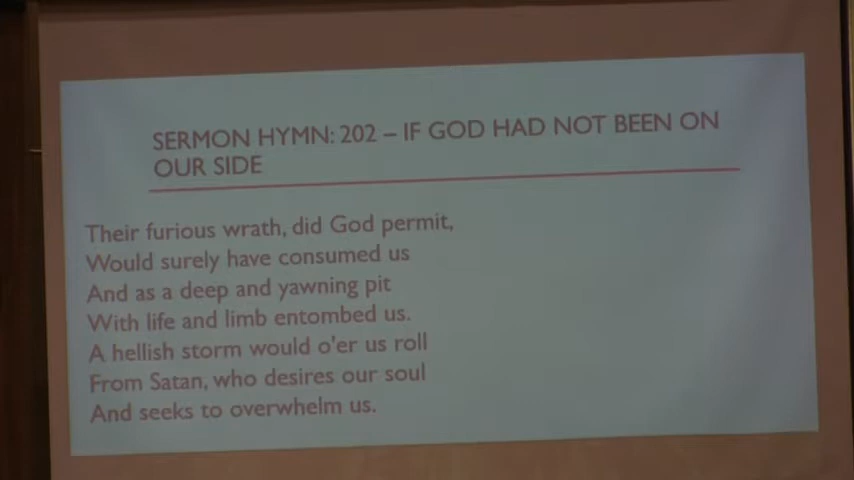 SERMON HYMN: 202 – IF GOD HAD NOT BEEN ON
OUR SIDE
Their furious wrath, did God permit,
Would surely have consumed us
And as a deep and yawning pit
With life and limb entombed us.
A hellish storm would o'er us roll
From Satan, who desires our soul
And seeks to overwhelm us.